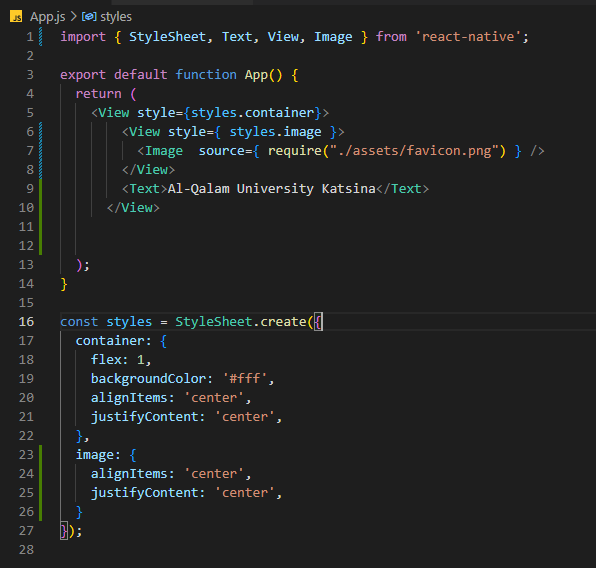 JS App.js > styles
1 import { StyleSheet, Text, View, Image } from 'react-native';
2
3 export default function App() {
4   return (
5     <View style={styles.container}>
6         <View style={ styles.image }>
7           <Image  source={ require("./assets/favicon.png") } />
8         </View>
9         <Text>Al-Qalam University Katsina</Text>
10       </View>
11
12
13   );
14 }
15
16 const styles = StyleSheet.create({
17   container: {
18     flex: 1,
19     backgroundColor: '#fff',
20     alignItems: 'center',
21     justifyContent: 'center',
22   },
23   image: {
24     alignItems: 'center',
25     justifyContent: 'center',
26   }
27 });
28